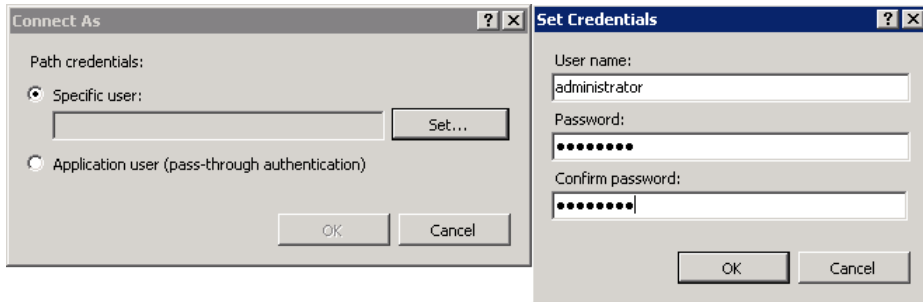 Connect As
Path credentials:
Specific user:
Set...
Application user (pass-through authentication)
OK
Cancel
Set Credentials
User name:
administrator
Password:
●●●●●●●●
Confirm password:
●●●●●●●●
OK
Cancel